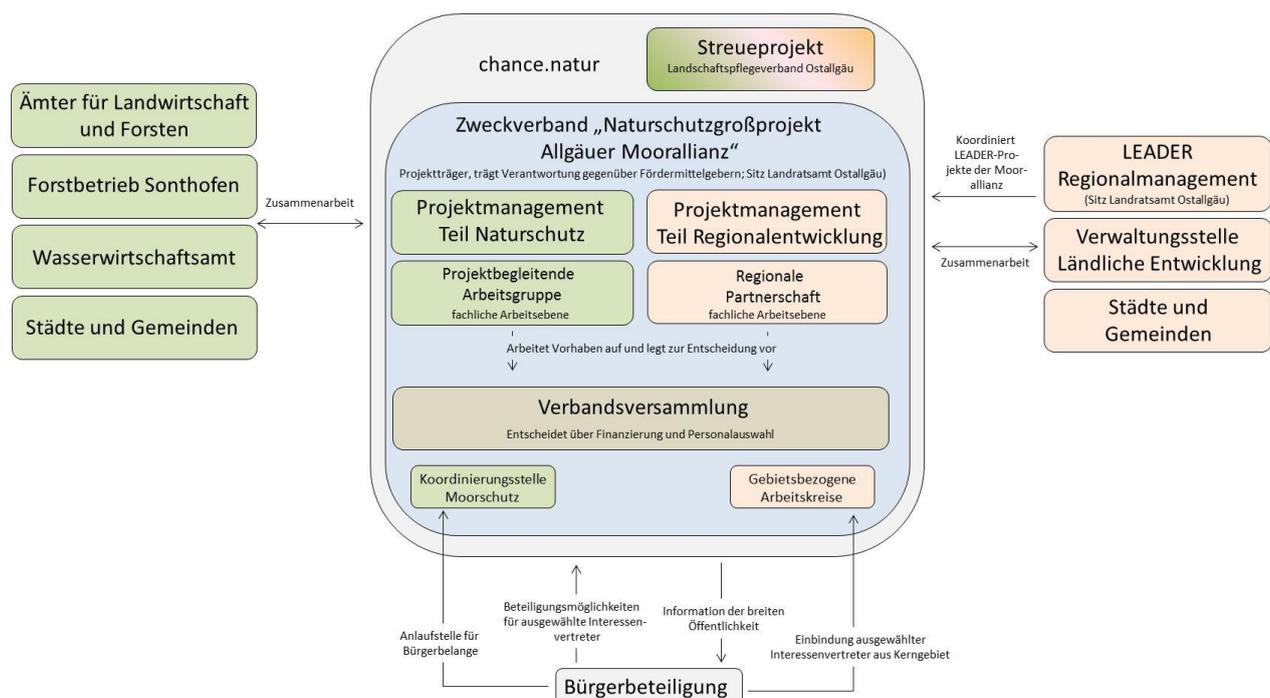 Streueprojekt
Landschaftspflegeverband Ostallgäu
chance.natur
Ämter für Landwirtschaft
und Forsten
Forstbetrieb Sonthofen
Wasserwirtschaftsamt
Städte und Gemeinden
Zusammenarbeit
Zweckverband „Naturschutzgroßprojekt
Allgäuer Moorallianz“
Projektträger, trägt Verantwortung gegenüber Fördermittelgebern; Sitz Landratsamt Ostallgäu)
Projektmanagement
Teil Naturschutz
Projektmanagement
Teil Regionalentwicklung
Projektbegleitende
Arbeitsgruppe
fachliche Arbeitsebene
Regionale
Partnerschaft
fachliche Arbeitsebene
Arbeitet Vorhaben auf und legt zur Entscheidung vor
Verbandsversammlung
Entscheidet über Finanzierung und Personalauswahl
Koordinierungsstelle
Moorschutz
Gebietsbezogene
Arbeitskreise
Koordiniert
LEADER-Pro-
jekte der Moor-
allianz
Zusammenarbeit
LEADER
Regionalmanagement
(Sitz Landratsamt Ostallgäu)
Verwaltungsstelle
Ländliche Entwicklung
Städte und
Gemeinden
Anlaufstelle für
Bürgerbelange
Beteiligungsmöglichkeiten
für ausgewählte Interessen-
vertreter
Information der breiten
Öffentlichkeit
Einbindung ausgewählter
Interessenvertreter aus Kerngebiet
Bürgerbeteiligung